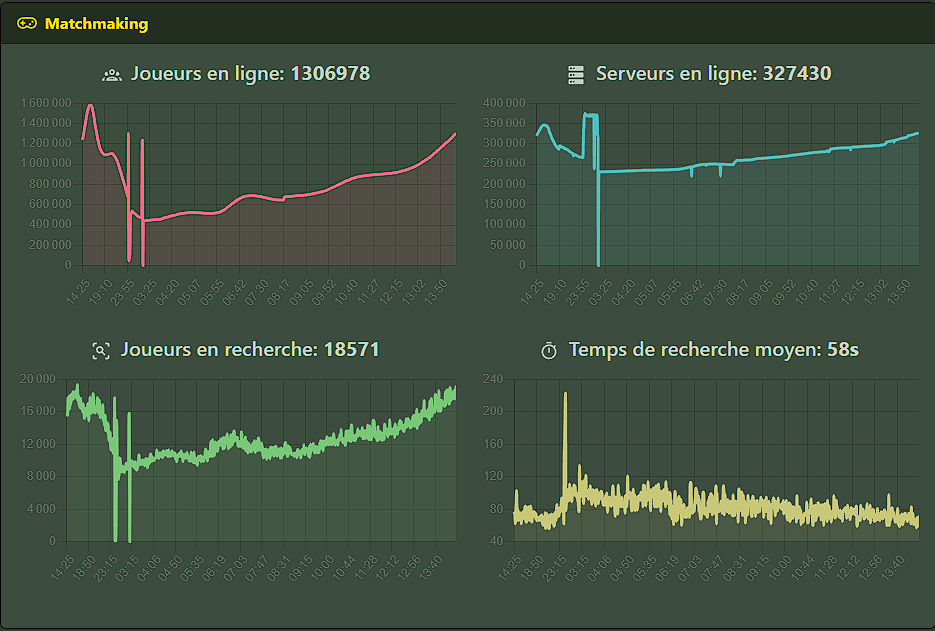 Matchmaking
Joueurs en ligne: 1306978
1 600 000
1 400 000
1 200 000
1 000 000
800 000
600 000
400 000
200 000
0
14:25 19:10 23:55 03:25 04:20 05:07 05:55 06:42 07:30 08:17 09:05 09:52 10:40 11:27 12:15 13:02 13:50
Serveurs en ligne: 327430
400 000
350 000
300 000
250 000
200 000
150 000
100 000
50 000
0
14:25 19:10 23:55 03:25 04:20 05:07 05:55 06:42 07:30 08:17 09:05 09:52 10:40 11:27 12:15 13:02 13:50
Joueurs en recherche: 18571
20 000
16 000
12 000
8 000
4 000
0
14:25 18:50 23:15 03:15 04:06 04:50 05:35 06:19 07:03 07:47 08:31 09:15 10:00 10:44 11:28 12:12 12:56 13:40
Temps de recherche moyen: 58s
240
200
160
120
80
40
14:25 18:50 23:15 03:15 04:06 04:50 05:35 06:19 07:03 07:47 08:31 09:15 10:00 10:44 11:28 12:12 12:56 13:40